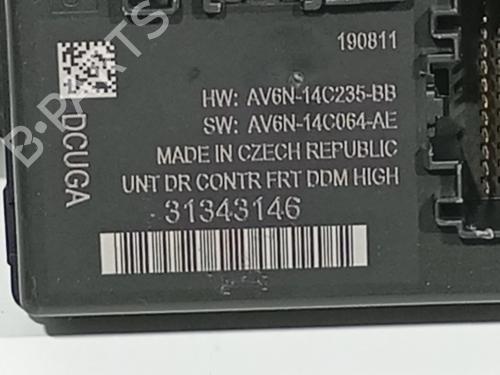 190811
HW: AV6N-14C235-BB
SW: AV6N-14C064-AE
MADE IN CZECH REPUBLIC
UNT DR CONTR FRT DDM HIGH
31343146
DCUGA
B-PARTS